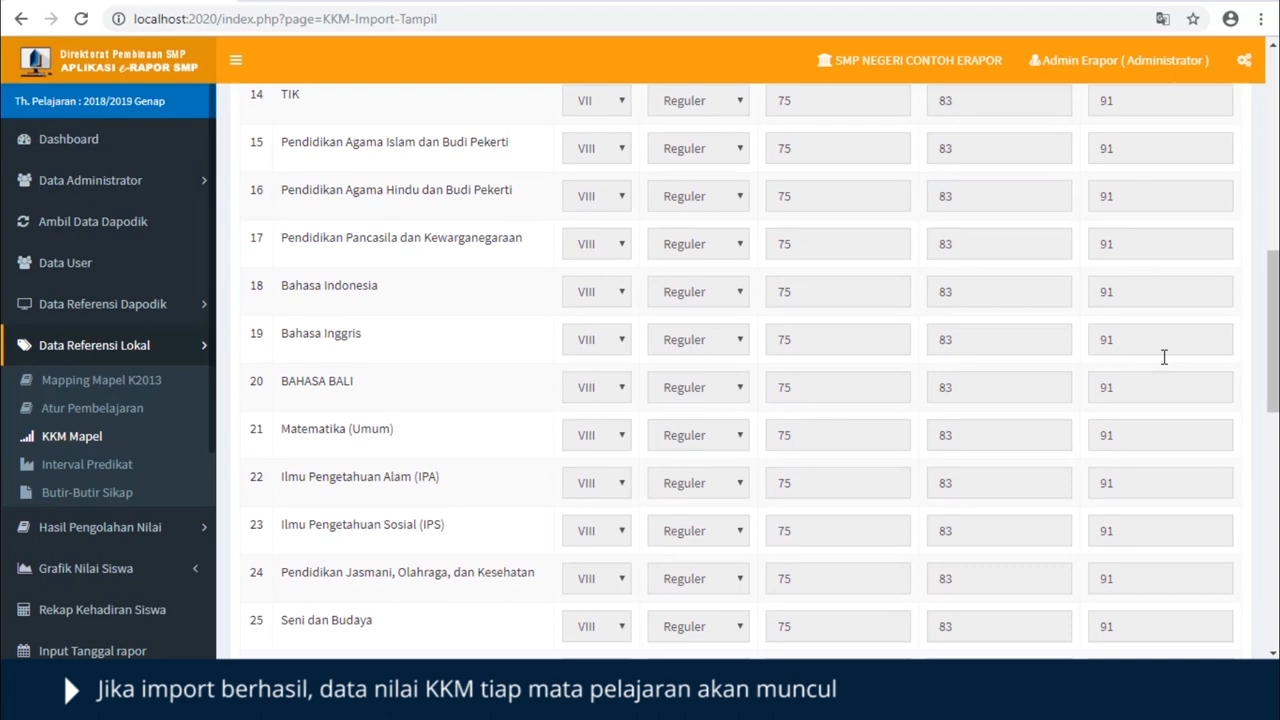 localhost:2020/index.php?page=KKM-Import-Tampil
Direktorat Pembinaan SMP
APLIKASI e-RAPOR SMP
SMP NEGERI CONTOH ERAPOR
Admin Erapor ( Administrator )
Th. Pelajaran : 2018/2019 Genap
Dashboard
Data Administrator
Ambil Data Dapodik
Data User
Data Referensi Dapodik
Data Referensi Lokal
Mapping Mapel K2013
Atur Pembelajaran
KKM Mapel
Interval Predikat
Butir-Butir Sikap
Hasil Pengolahan Nilai
Grafik Nilai Siswa
Rekap Kehadiran Siswa
Input Tanggal rapor
14 TIK VII Reguler 75 83 91
15 Pendidikan Agama Islam dan Budi Pekerti VIII Reguler 75 83 91
16 Pendidikan Agama Hindu dan Budi Pekerti VIII Reguler 75 83 91
17 Pendidikan Pancasila dan Kewarganegaraan VIII Reguler 75 83 91
18 Bahasa Indonesia VIII Reguler 75 83 91
19 Bahasa Inggris VIII Reguler 75 83 91
20 BAHASA BALI VIII Reguler 75 83 91
21 Matematika (Umum) VIII Reguler 75 83 91
22 Ilmu Pengetahuan Alam (IPA) VIII Reguler 75 83 91
23 Ilmu Pengetahuan Sosial (IPS) VIII Reguler 75 83 91
24 Pendidikan Jasmani, Olahraga, dan Kesehatan VIII Reguler 75 83 91
25 Seni dan Budaya VIII Reguler 75 83 91
Jika import berhasil, data nilai KKM tiap mata pelajaran akan muncul